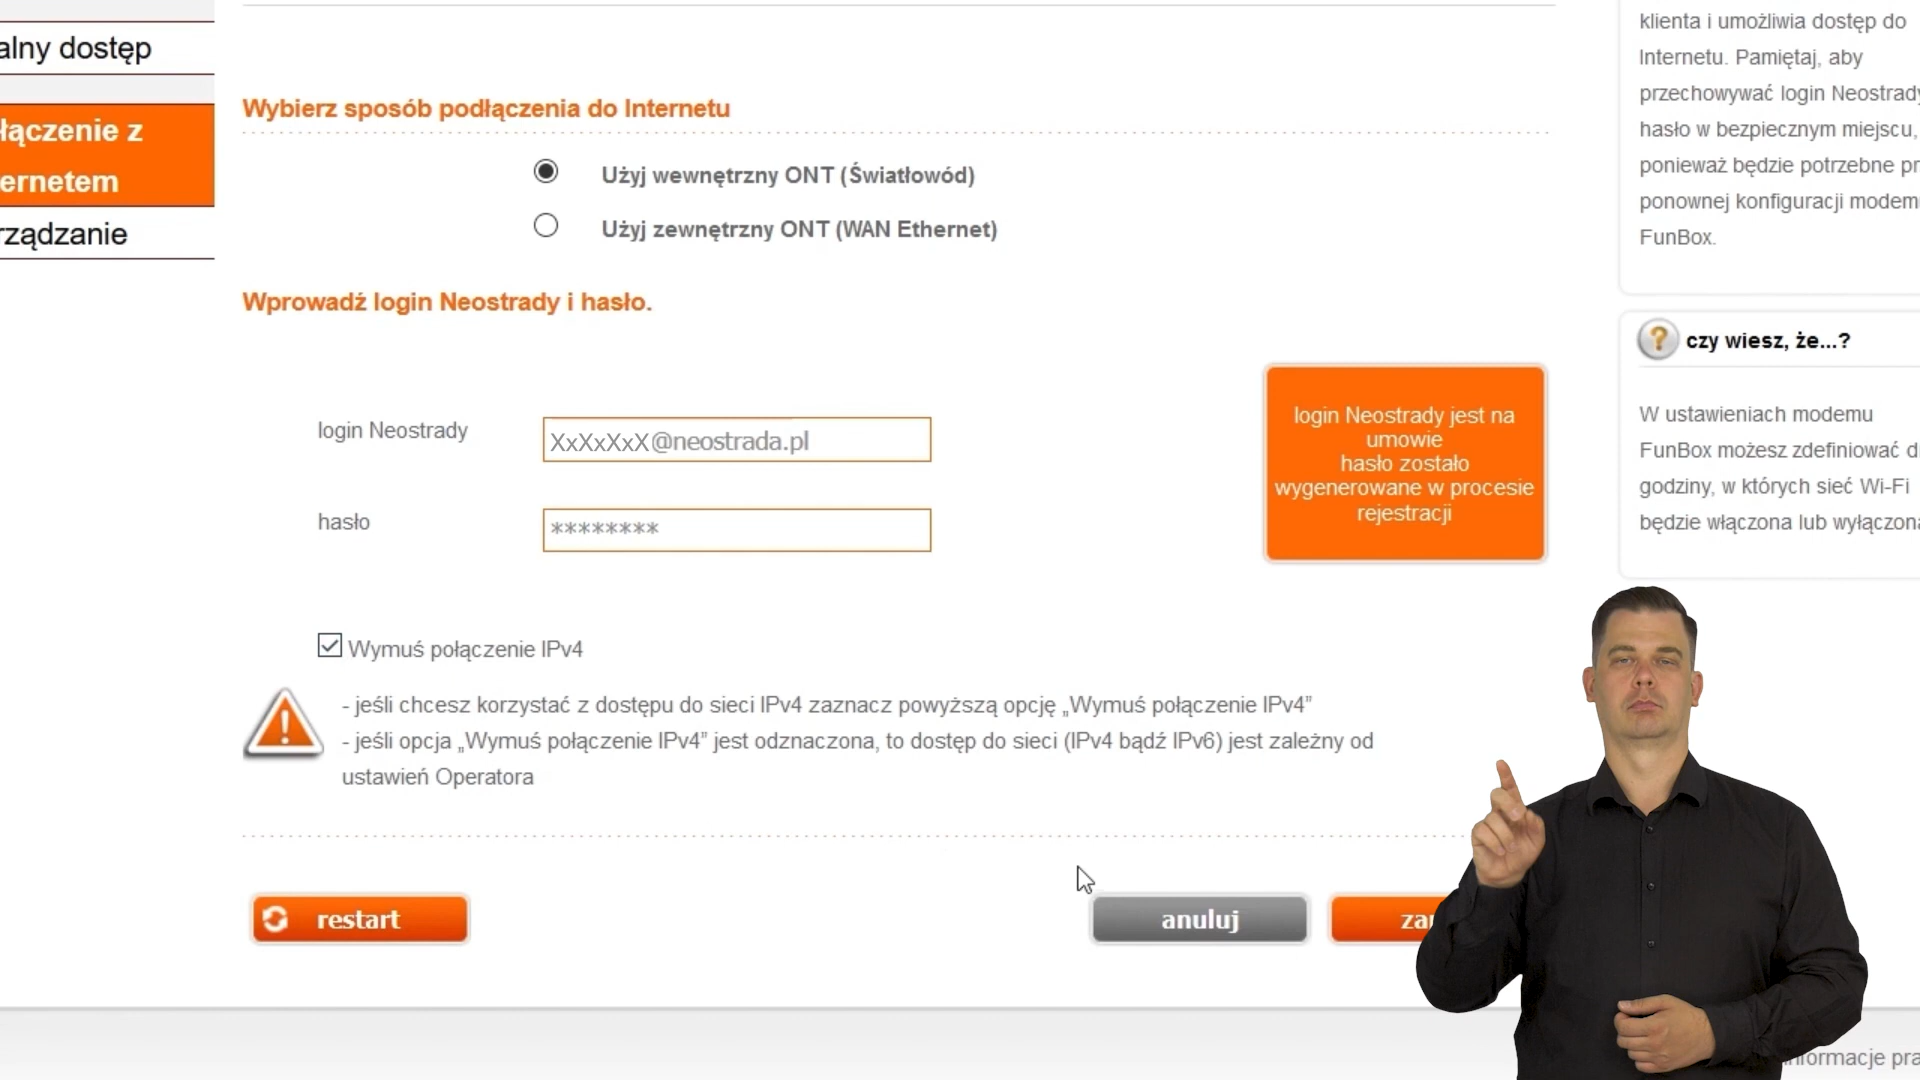 alny dostęp
łączenie z
ernetem
rządzanie
Wybierz sposób podłączenia do Internetu
Użyj wewnętrzny ONT (Światłowód)
Użyj zewnętrzny ONT (WAN Ethernet)
Wprowadź login Neostrady i hasło.
login Neostrady
XxXxXxX@neostrada.pl
hasło
********
login Neostrady jest na
umowie
hasło zostało
wygenerowane w procesie
rejestracji
Wymuś połączenie IPv4
- jeśli chcesz korzystać z dostępu do sieci IPv4 zaznacz powyższą opcję „Wymuś połączenie IPv4”
- jeśli opcja „Wymuś połączenie IPv4” jest odznaczona, to dostęp do sieci (IPv4 bądź IPv6) jest zależny od
ustawień Operatora
restart
anuluj
klienta i umożliwia dostęp do
Internetu. Pamiętaj, aby
przechowywać login Neostrady
hasło w bezpiecznym miejscu,
ponieważ będzie potrzebne
ponownej konfiguracji modemu
FunBox.
czy wiesz, że...?
W ustawieniach modemu
FunBox możesz zdefiniować
godziny, w których sieć Wi-Fi
będzie włączona lub wyłączona
informacje